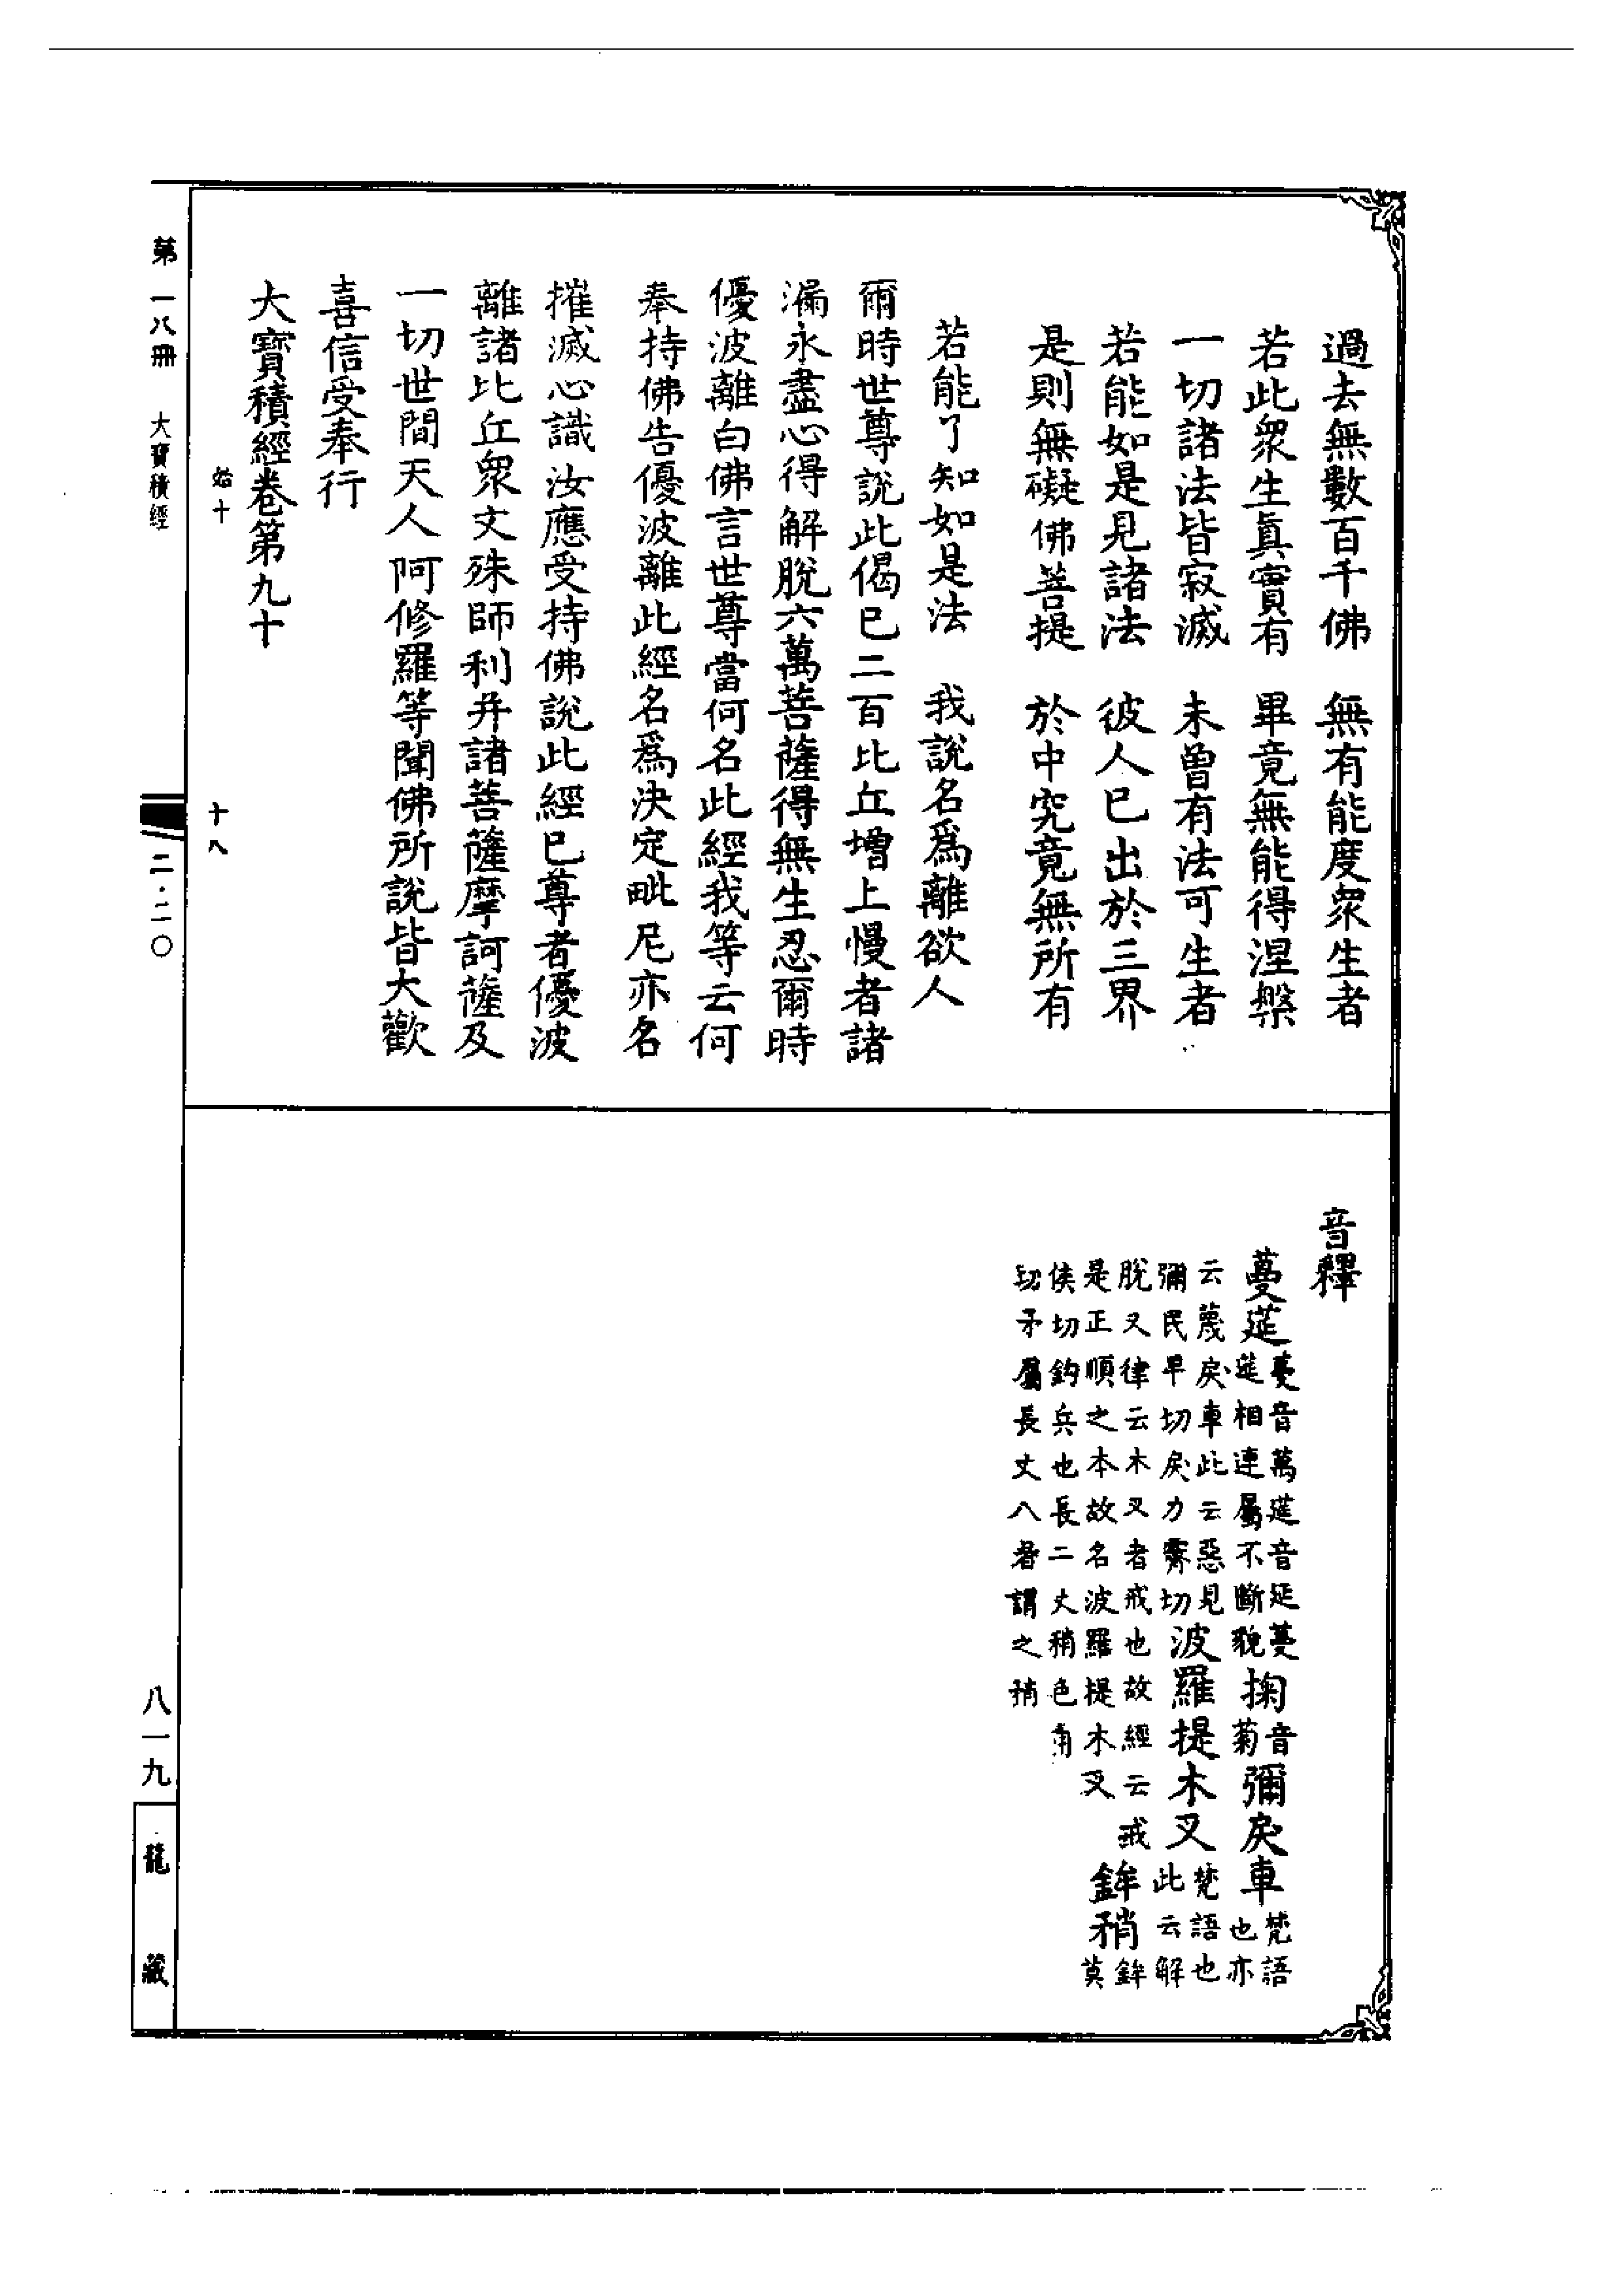 過去無數百千佛　無有能度衆生者
若此衆生眞實有　畢竟無能得涅槃
一切諸法皆寂滅　未曾有法可生者
若能如是見諸法　彼人已出於三界
是則無礙佛菩提　於中究竟無所有
若能了知如是法　我說名爲離欲人
爾時世尊說此偈已二百比丘增上慢者諸
漏永盡心得解脫六萬菩薩得無生忍爾時
優波離白佛言世尊當何名此經我等云何
奉持佛告優波離此經名爲決定毗尼亦名
摧滅心識汝應受持佛說此經已尊者優波
離諸比丘衆文殊師利并諸菩薩摩訶薩及
一切世間天人阿修羅等聞佛所說皆大歡
喜信受奉行
大寶積經卷第九十
始十　十八
音釋
蔓莚蔓音萬莚音延蔓莚相連屬不斷貌掬音菊彌戾車梵語也亦
云蔑戾車此云惡見彌民畢切戾力霽切波羅提木叉梵語也此云解
脫又律云木叉者戒也故經云戒是正順之本故名波羅提木叉鉾矟鉾莫
侯切鉤兵也長二丈矟色角切矛屬長丈八者謂之矟
第一八冊　大寶積經　二·二〇　八一九　龍藏